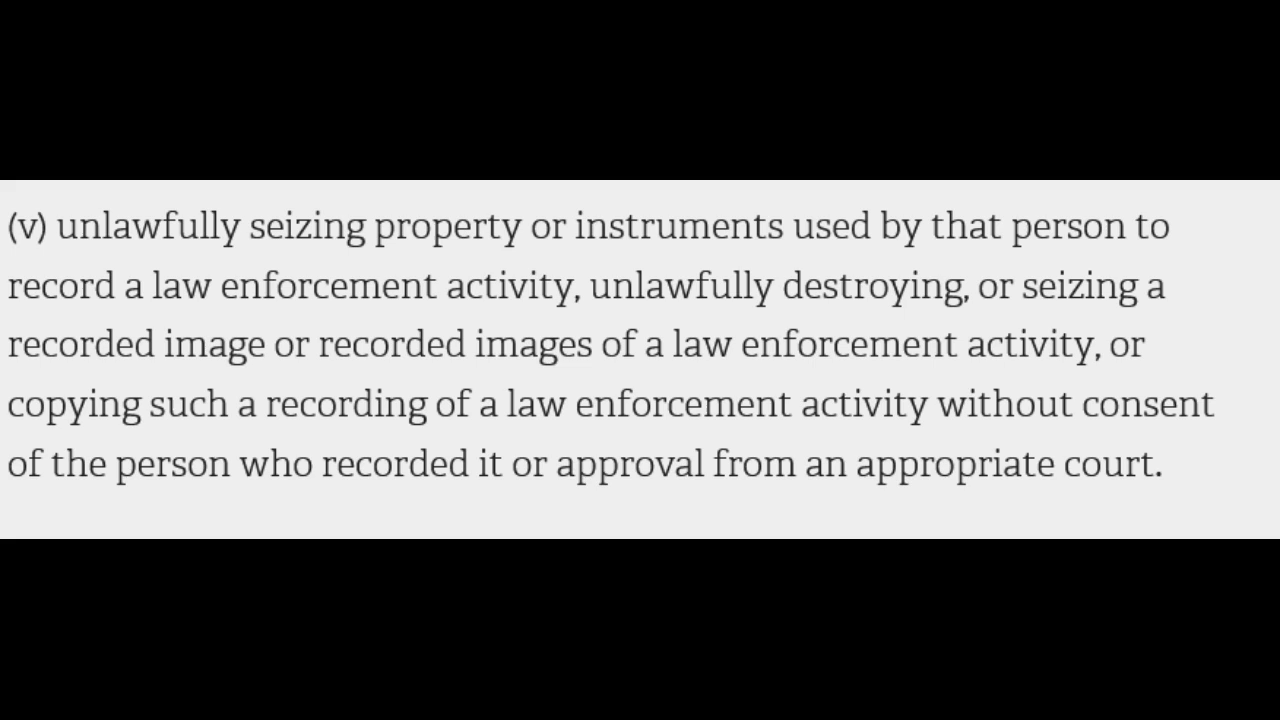 (v) unlawfully seizing property or instruments used by that person to
record a law enforcement activity, unlawfully destroying, or seizing a
recorded image or recorded images of a law enforcement activity, or
copying such a recording of a law enforcement activity without consent
of the person who recorded it or approval from an appropriate court.